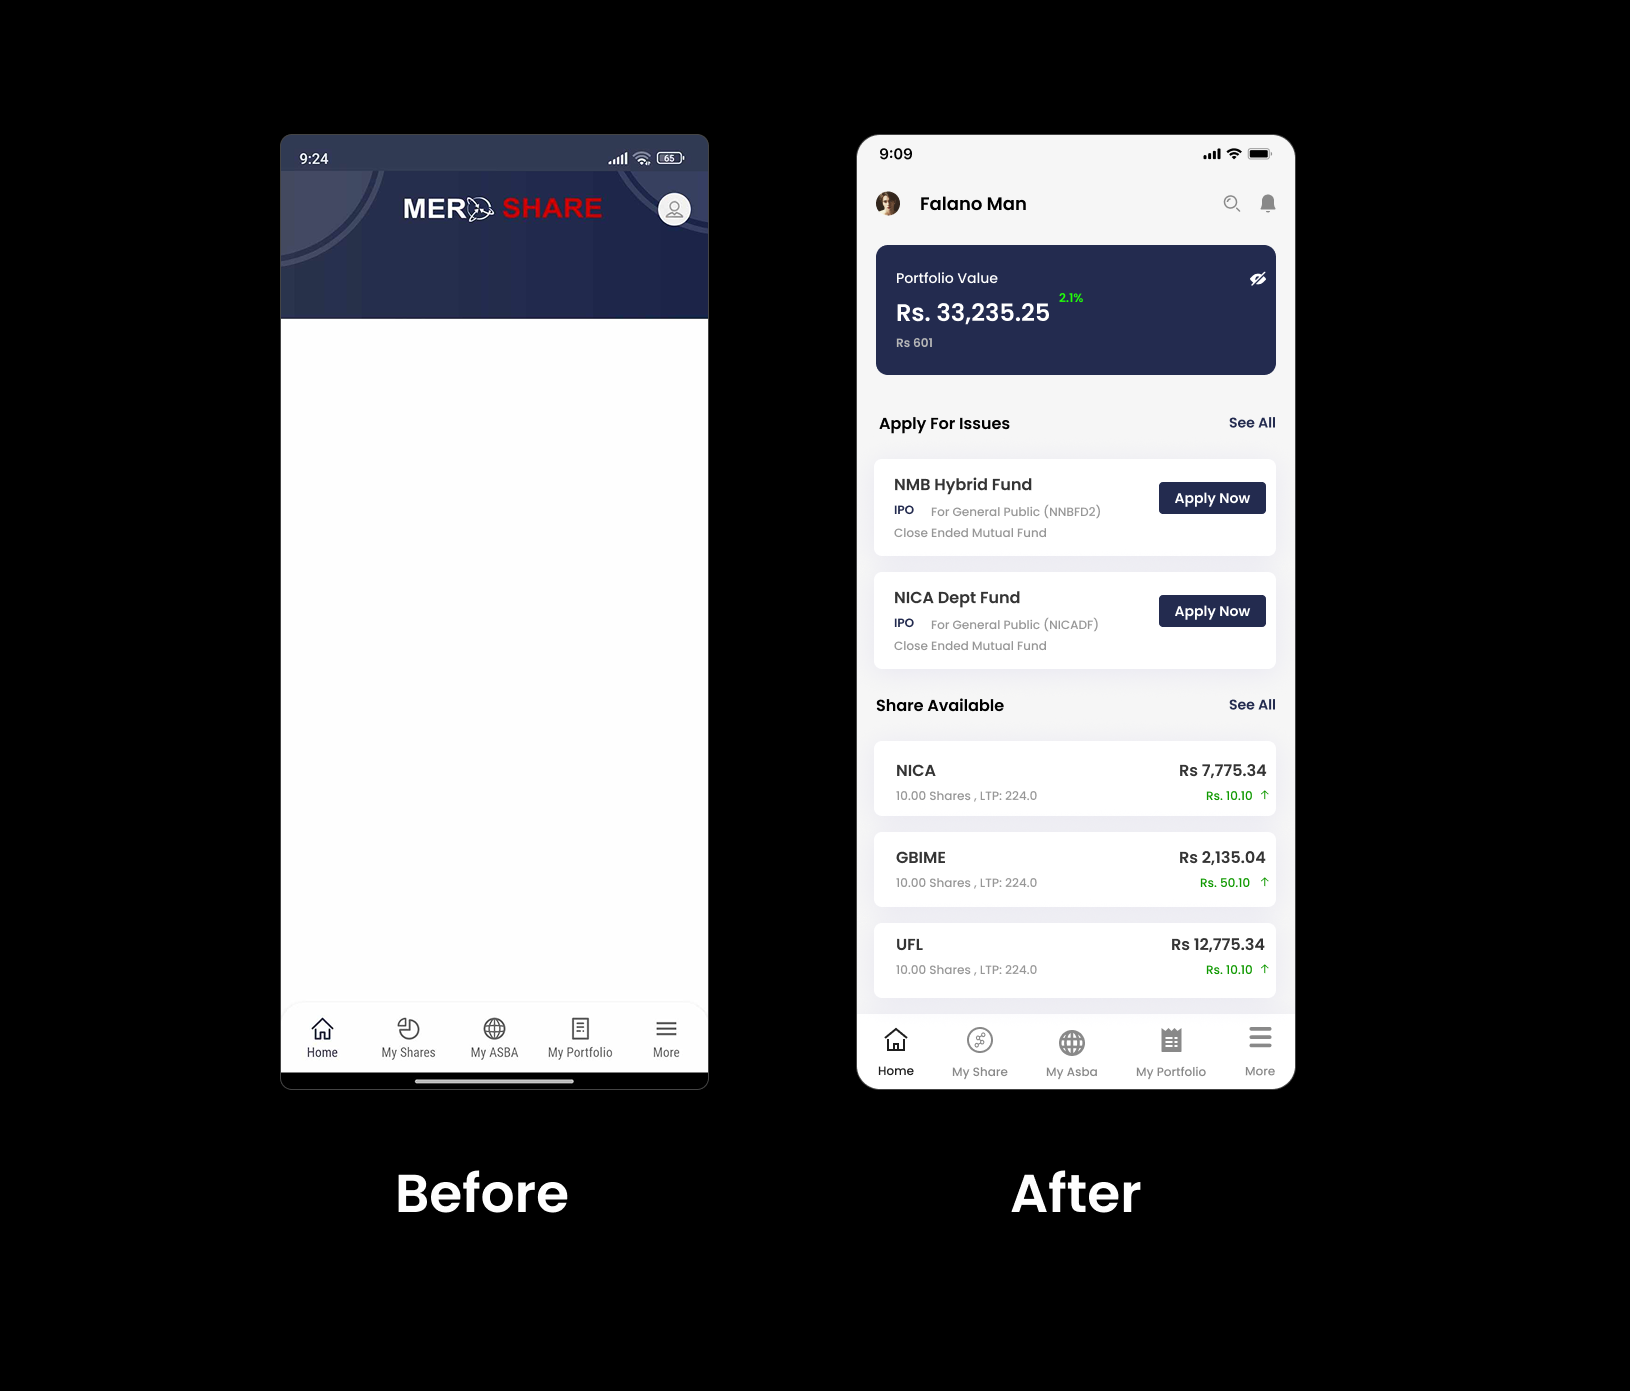 9:24
65
MERO SHARE
Home
My Shares
My ASBA
My Portfolio
More
Before
9:09
Falano Man
Portfolio Value
Rs. 33,235.25 2.1%
Rs 601
Apply For Issues See All
NMB Hybrid Fund
Apply Now
IPO For General Public (NNBFD2)
Close Ended Mutual Fund
NICA Dept Fund
Apply Now
IPO For General Public (NICADF)
Close Ended Mutual Fund
Share Available See All
NICA Rs 7,775.34
10.00 Shares , LTP: 224.0 Rs. 10.10 ↑
GBIME Rs 2,135.04
10.00 Shares , LTP: 224.0 Rs. 50.10 ↑
UFL Rs 12,775.34
10.00 Shares , LTP: 224.0 Rs. 10.10 ↑
Home
My Share
My Asba
My Portfolio
More
After